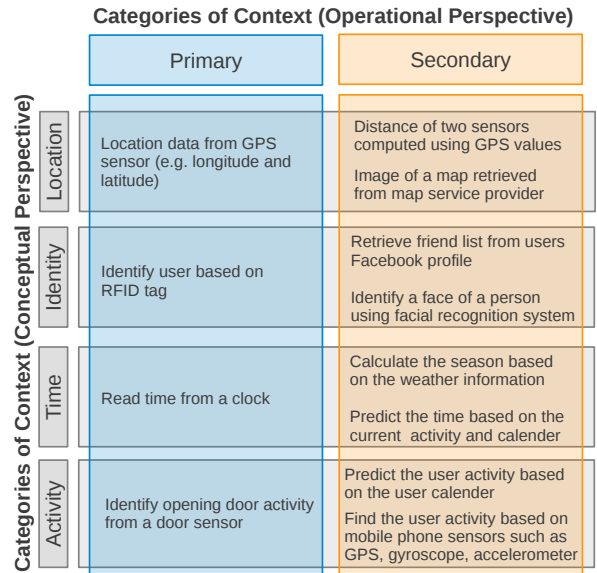 Categories of Context (Operational Perspective)
Primary
Secondary
Categories of Context (Conceptual Perspective)
Location
Location data from GPS
sensor (e.g. longitude and
latitude)
Distance of two sensors
computed using GPS values
Image of a map retrieved
from map service provider
Identity
Identify user based on
RFID tag
Retrieve friend list from users
Facebook profile
Identify a face of a person
using facial recognition system
Time
Read time from a clock
Calculate the season based
on the weather information
Predict the time based on the
current activity and calender
Activity
Identify opening door activity
from a door sensor
Predict the user activity based
on the user calender
Find the user activity based on
mobile phone sensors such as
GPS, gyroscope, accelerometer